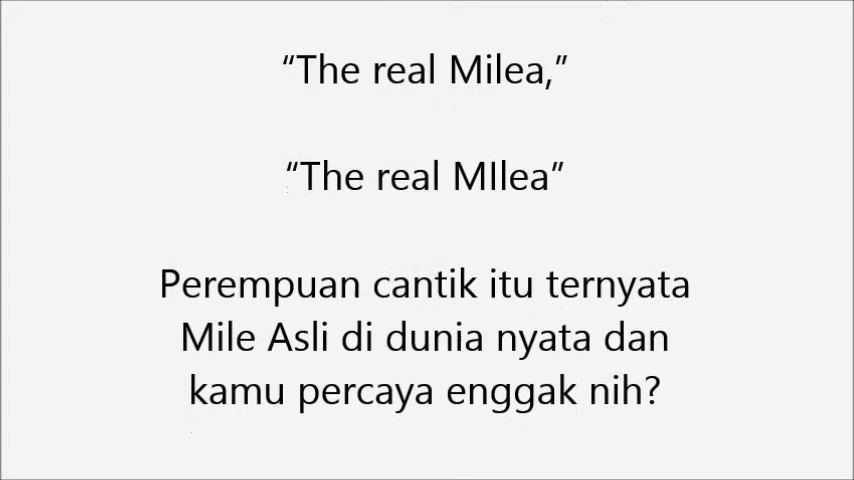 “The real Milea,”
“The real MIlea”
Perempuan cantik itu ternyata
Mile Asli di dunia nyata dan
kamu percaya enggak nih?